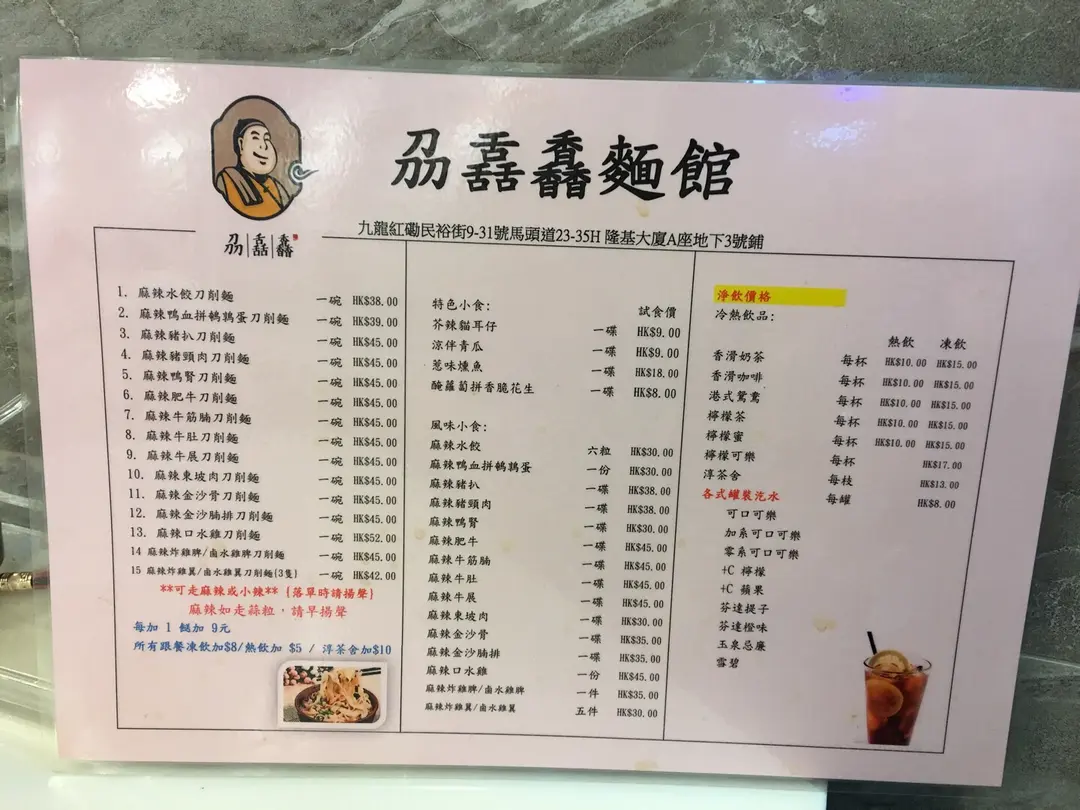 刕舙馫麵館
刕舙馫
九龍紅磡民裕街9-31號馬頭道23-35H 隆基大廈A座地下3號鋪
1. 麻辣水餃刀削麵 一碗 HK$38.00
2. 麻辣鴨血拼鵪鶉蛋刀削麵 一碗 HK$39.00
3. 麻辣豬扒刀削麵 一碗 HK$45.00
4. 麻辣豬頸肉刀削麵 一碗 HK$45.00
5. 麻辣鴨賢刀削麵 一碗 HK$45.00
6. 麻辣肥牛刀削麵 一碗 HK$45.00
7. 麻辣牛筋腩刀削麵 一碗 HK$45.00
8. 麻辣牛肚刀削麵 一碗 HK$45.00
9. 麻辣牛展刀削麵 一碗 HK$45.00
10. 麻辣東坡肉刀削麵 一碗 HK$45.00
11. 麻辣金沙骨刀削麵 一碗 HK$45.00
12. 麻辣金沙腩排刀削麵 一碗 HK$45.00
13. 麻辣口水雞刀削麵 一碗 HK$52.00
14 麻辣炸雞髀/鹵水雞髀刀削麵 一碗 HK$45.00
15 麻辣炸雞翼/鹵水雞翼刀削麵(3隻) 一碗 HK$42.00
**可走麻辣或小辣** (落單時請揚聲)
麻辣如走蒜粒，請早揚聲
每加 1 餸加 9元
所有跟餐凍飲加$8/熱飲加 $5 / 淳茶舍加$10
特色小食: 試食價
芥辣貓耳仔 一碟 HK$9.00
涼伴青瓜 一碟 HK$9.00
葱味燻魚 一碟 HK$18.00
醃蘿蔔拼香脆花生 一碟 HK$8.00
風味小食:
麻辣水餃 六粒 HK$30.00
麻辣鴨血拼鵪鶉蛋 一份 HK$30.00
麻辣豬扒 一碟 HK$38.00
麻辣豬頸肉 一碟 HK$38.00
麻辣鴨賢 一碟 HK$30.00
麻辣肥牛 一碟 HK$45.00
麻辣牛筋腩 一碟 HK$45.00
麻辣牛肚 一碟 HK$45.00
麻辣牛展 一碟 HK$45.00
麻辣東坡肉 一碟 HK$30.00
麻辣金沙骨 一碟 HK$35.00
麻辣金沙腩排 一碟 HK$35.00
麻辣口水雞 一份 HK$45.00
麻辣炸雞髀/鹵水雞髀 一件 HK$35.00
麻辣炸雞翼/鹵水雞翼 五件 HK$30.00
淨飲價格
冷熱飲品:
熱飲 凍飲
香滑奶茶 每杯 HK$10.00 HK$15.00
香滑咖啡 每杯 HK$10.00 HK$15.00
港式鴛鴦 每杯 HK$10.00 HK$15.00
檸檬茶 每杯 HK$10.00 HK$15.00
檸檬蜜 每杯 HK$10.00 HK$15.00
檸檬可樂 每杯 HK$17.00
淳茶舍 每枝 HK$13.00
各式罐裝汽水 每罐 HK$8.00
可口可樂
加系可口可樂
零系可口可樂
+C 檸檬
+C 蘋果
芬達提子
芬達橙味
玉泉忌廉
雪碧